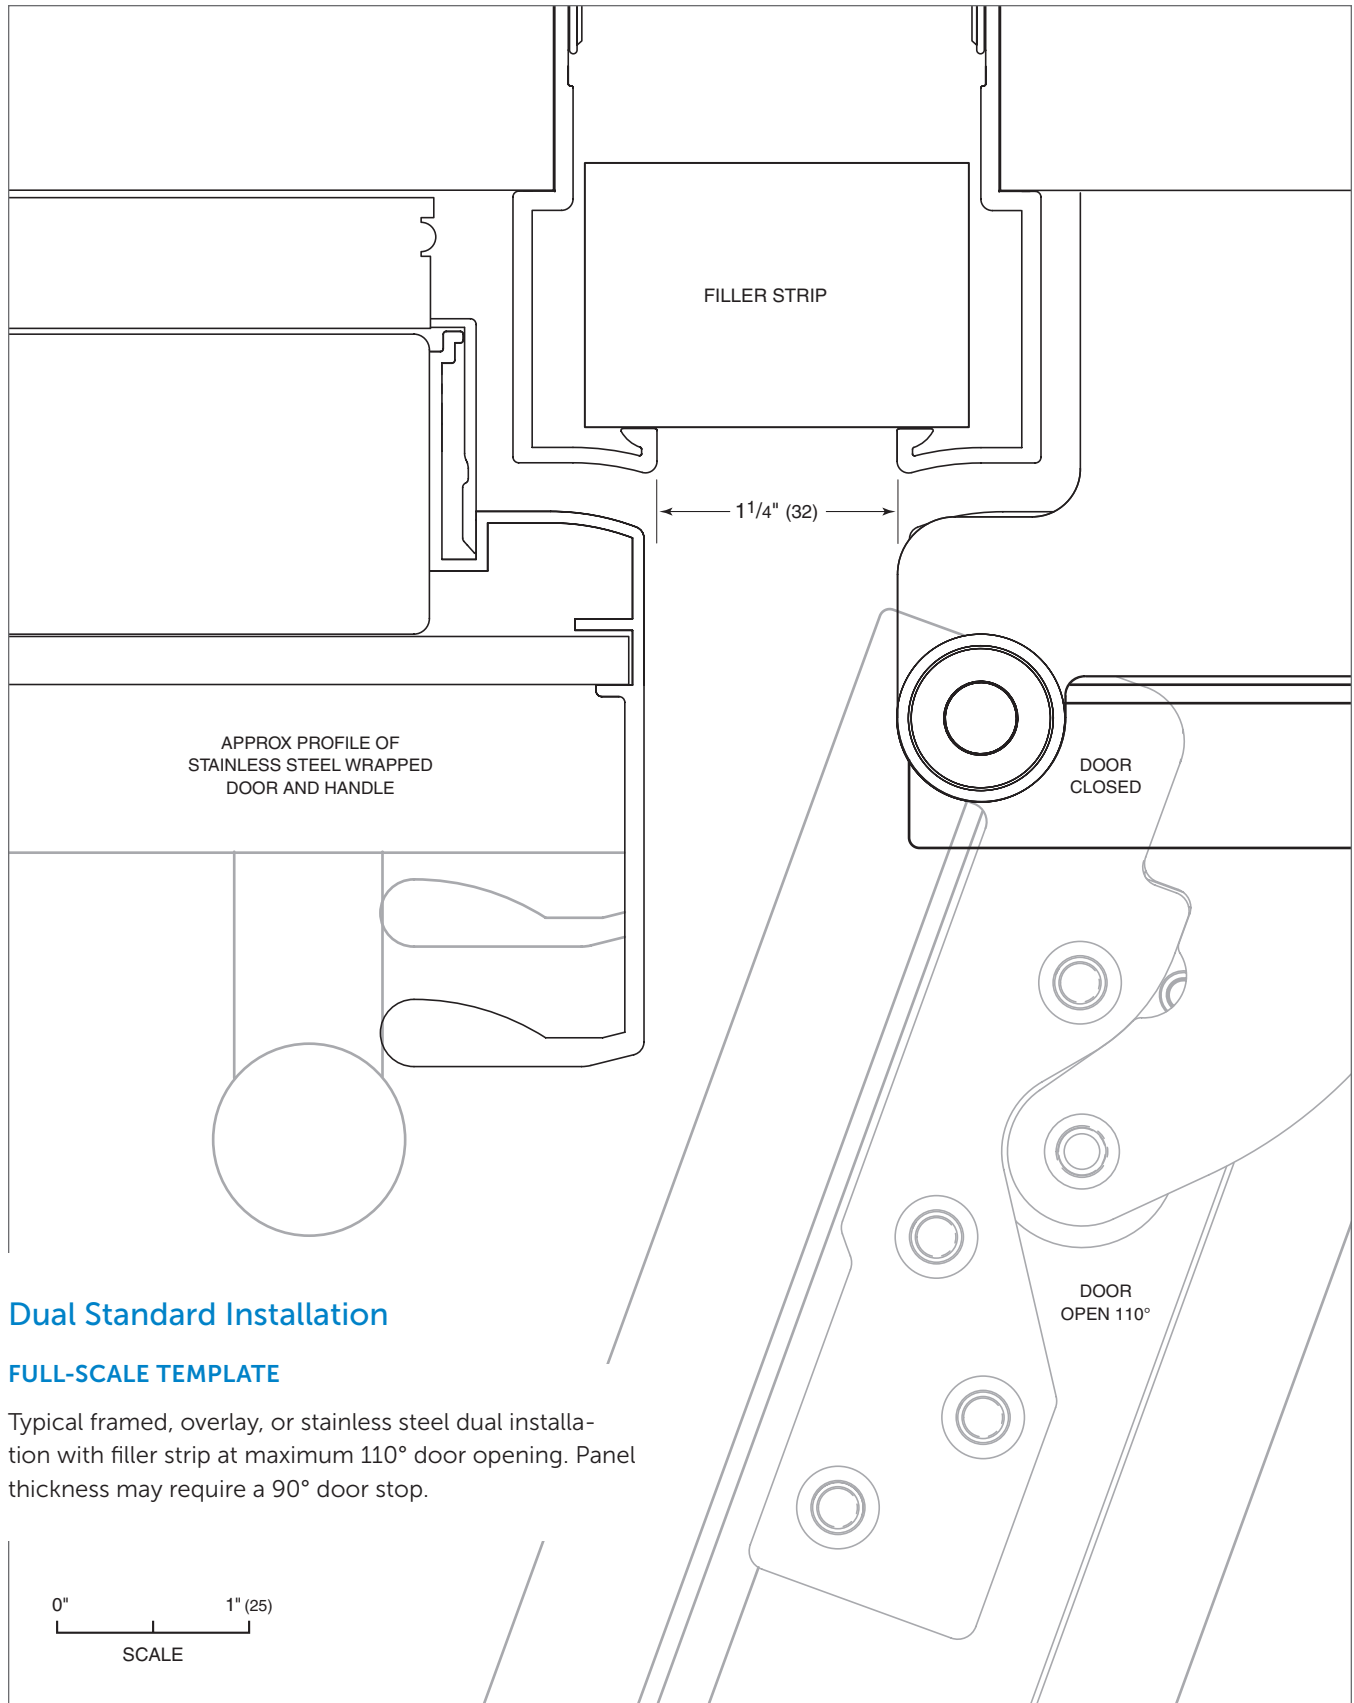 FILLER STRIP
1 1/4" (32)
APPROX PROFILE OF
STAINLESS STEEL WRAPPED
DOOR AND HANDLE
DOOR
CLOSED
DOOR
OPEN 110°
Dual Standard Installation
FULL-SCALE TEMPLATE
Typical framed, overlay, or stainless steel dual installa-
tion with filler strip at maximum 110° door opening. Panel
thickness may require a 90° door stop.
0" 1" (25)
SCALE